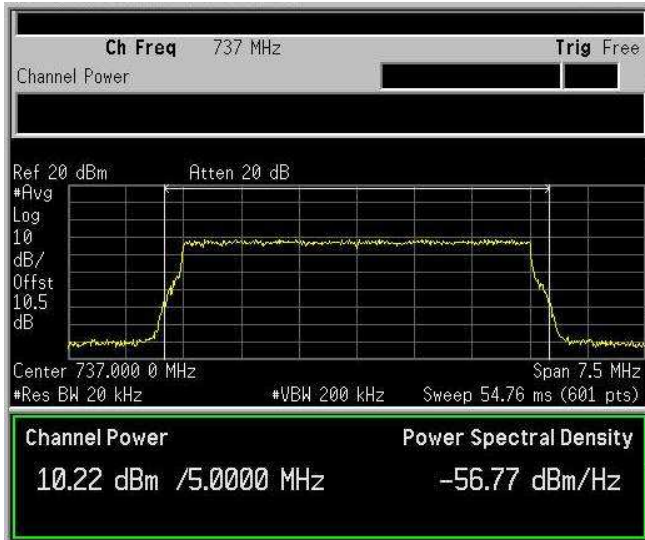 Ch Freq 737 MHz Trig Free
Channel Power
Ref 20 dBm Atten 20 dB
#Avg
Log
10
dB/
Offst
10.5
dB
Center 737.000 0 MHz Span 7.5 MHz
#Res BW 20 kHz #VBW 200 kHz Sweep 54.76 ms (601 pts)
Channel Power Power Spectral Density
10.22 dBm /5.0000 MHz -56.77 dBm/Hz